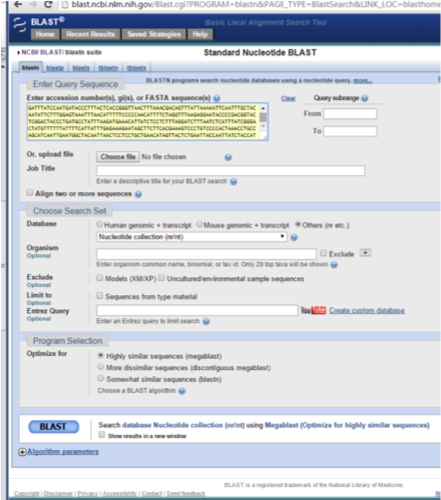 blast.ncbi.nlm.nih.gov/Blast.cgi?PROGRAM=blastn&PAGE_TYPE=BlastSearch&LINK_LOC=blasthome
BLAST®
Basic Local Alignment Search Tool
Home Recent Results Saved Strategies Help
NCBI/ BLAST/ blastn suite
Standard Nucleotide BLAST
blastn blastp blastx tblastn tblastx
Enter Query Sequence
BLASTN programs search nucleotide databases using a nucleotide query. more...
Enter accession number(s), gi(s), or FASTA sequence(s)
Clear
Query subrange
From
To
Or, upload file
Choose file No file chosen
Job Title
Enter a descriptive title for your BLAST search
Align two or more sequences
Choose Search Set
Database
Human genomic + transcript Mouse genomic + transcript Others (nr etc.)
Nucleotide collection (nr/nt)
Organism
Optional
Exclude +
Enter organism common name, binomial, or tax id. Only 20 top taxa will be shown
Exclude
Optional
Models (XM/XP) Uncultured/environmental sample sequences
Limit to
Optional
Sequences from type material
Entrez Query
Optional
YouTube Create custom database
Enter an Entrez query to limit search
Program Selection
Optimize for
Highly similar sequences (megablast)
More dissimilar sequences (discontiguous megablast)
Somewhat similar sequences (blastn)
Choose a BLAST algorithm
BLAST
Search database Nucleotide collection (nr/nt) using Megablast (Optimize for highly similar sequences)
Show results in a new window
Algorithm parameters
BLAST is a registered trademark of the National Library of Medicine.
Copyright | Disclaimer | Privacy | Accessibility | Contact | Send feedback